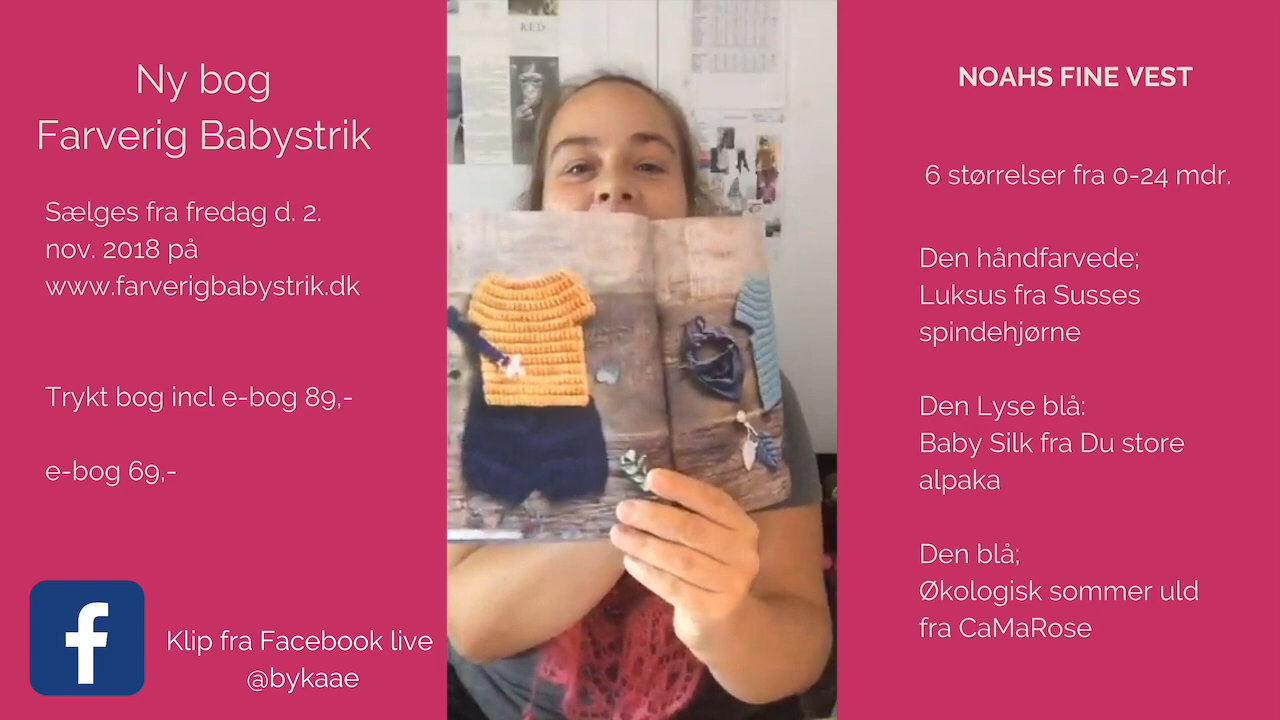 Ny bog
Farverig Babystrik
Sælges fra fredag d. 2.
nov. 2018 på
www.farverigbabystrik.dk
Trykt bog incl e-bog 89,-
e-bog 69,-
Klip fra Facebook live
@bykaae
RED
NOAHS FINE VEST
6 størrelser fra 0-24 mdr.
Den håndfarvede;
Luksus fra Susses
spindehjørne
Den Lyse blå:
Baby Silk fra Du store
alpaka
Den blå;
Økologisk sommer uld
fra CaMaRose